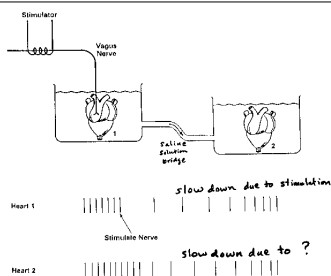 Stimulator
Vagus
Nerve
1
2
saline
solution
bridge
slow down due to stimulation
Heart 1
Stimulate Nerve
slow down due to ?
Heart 2